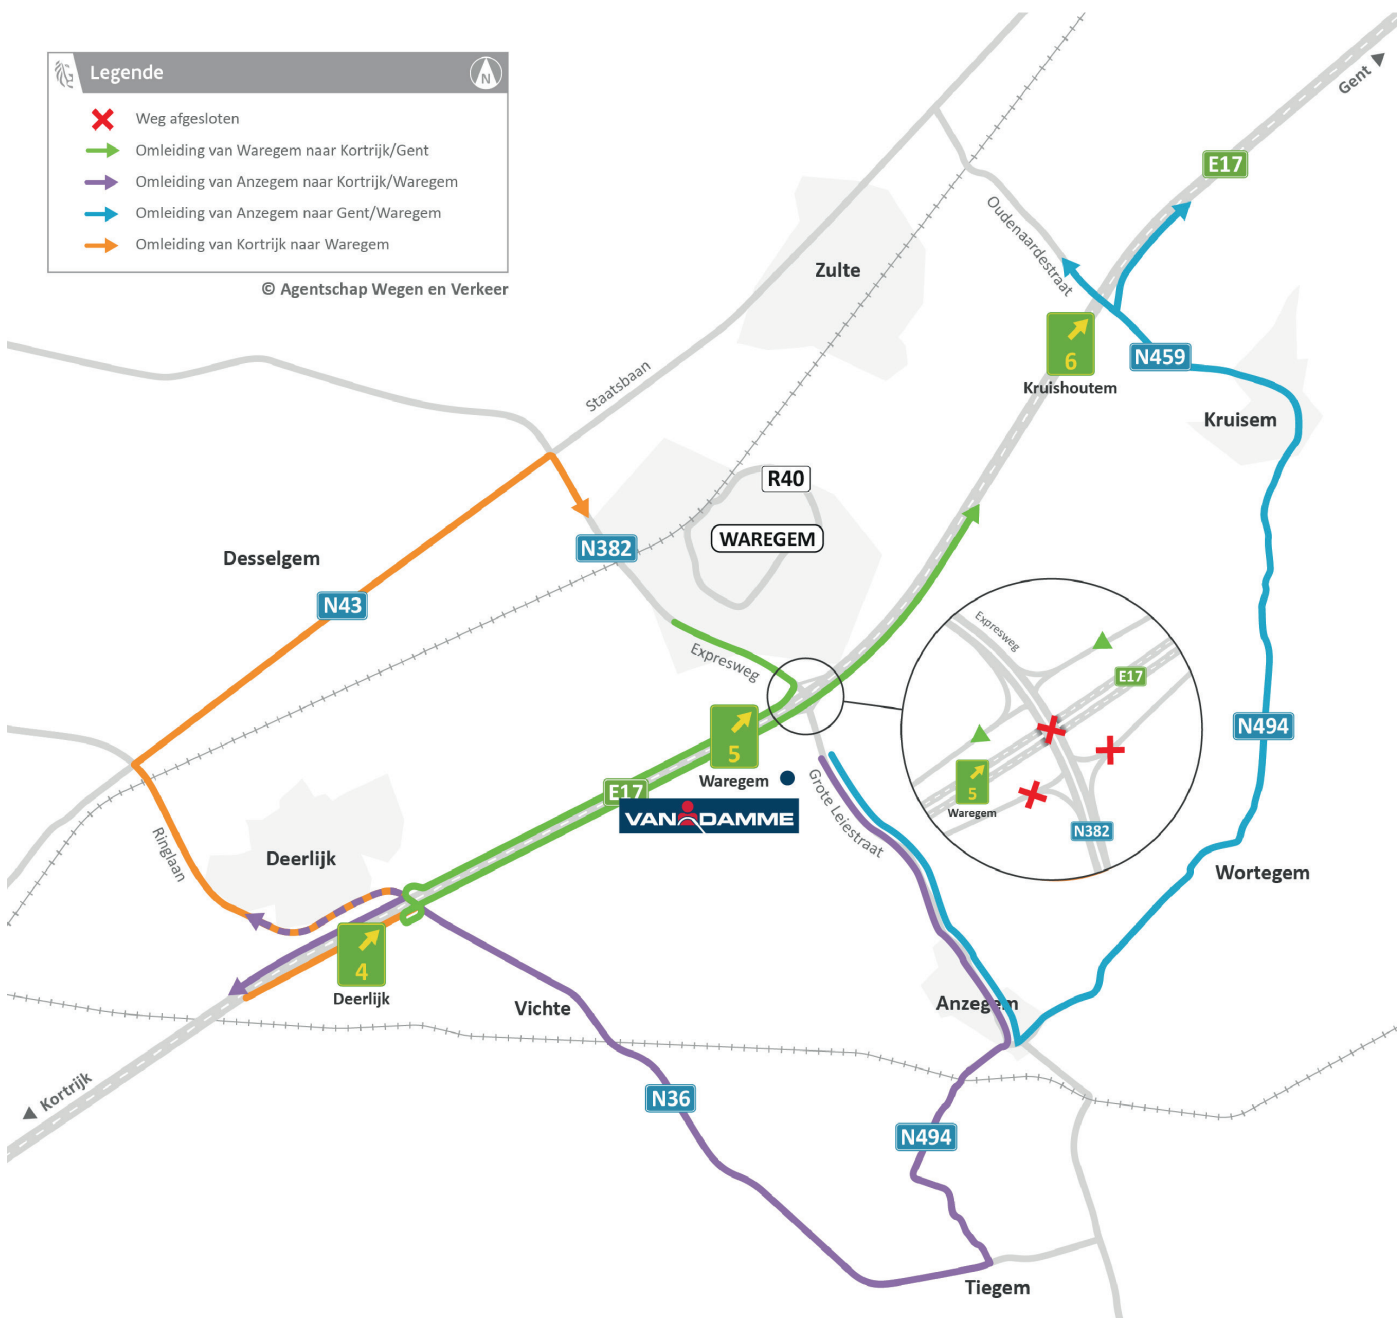 Legende
N
Weg afgesloten
Omleiding van Waregem naar Kortrijk/Gent
Omleiding van Anzegem naar Kortrijk/Waregem
Omleiding van Anzegem naar Gent/Waregem
Omleiding van Kortrijk naar Waregem
© Agentschap Wegen en Verkeer
Gent
E17
Oudenaardestraat
Zulte
6
Kruishoutem
N459
Kruisem
Staatsbaan
R40
WAREGEM
N382
Desselgem
N43
Expresweg
5
Waregem
E17
VAN DAMME
Grote Leiestraat
Expresweg
E17
5
Waregem
N382
N494
Wortegem
Ringlaan
Deerlijk
4
Deerlijk
Vichte
Anzegem
Kortrijk
N36
N494
Tiegem